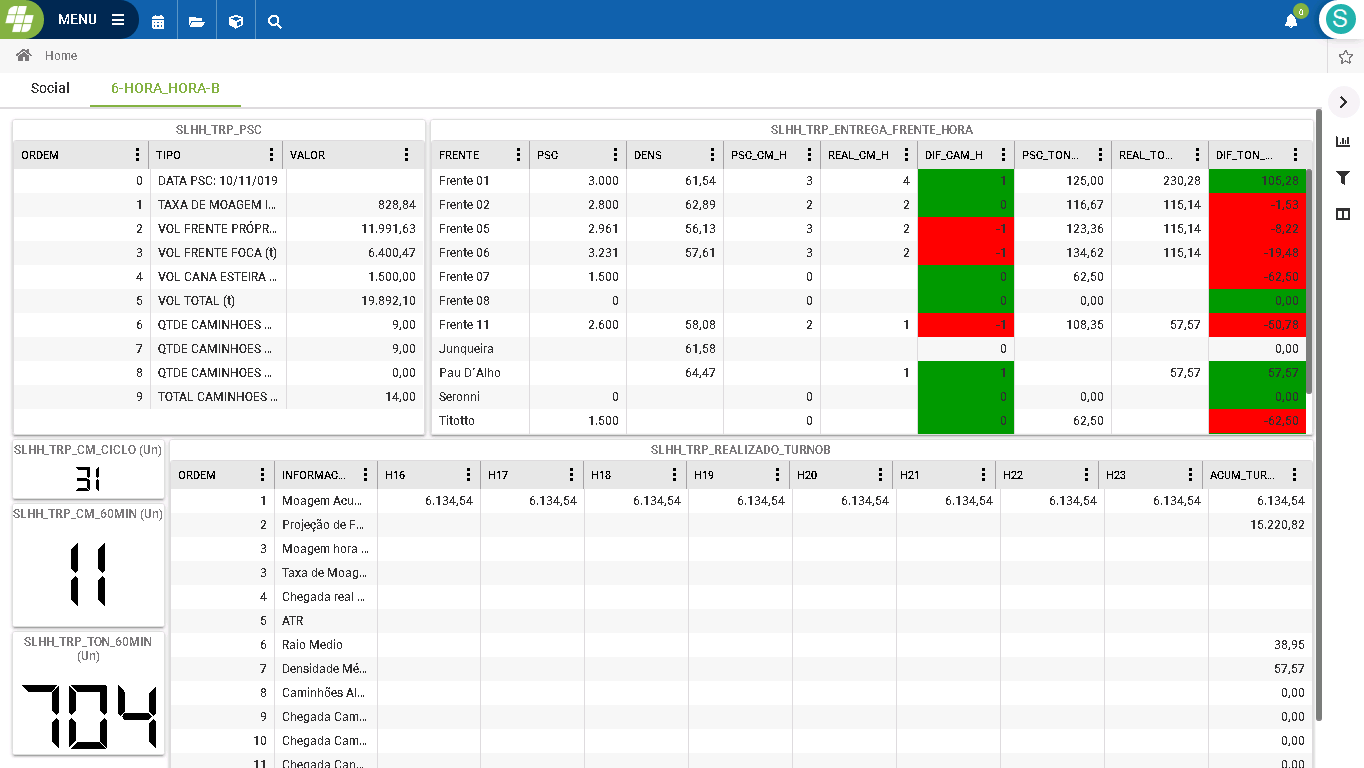 MENU
0
S
Home
Social 6-HORA_HORA-B
SLHH_TRP_PSC
ORDEM TIPO VALOR
0 DATA PSC: 10/11/019
1 TAXA DE MOAGEM I... 828,84
2 VOL FRENTE PRÓPR... 11.991,63
3 VOL FRENTE FOCA (t) 6.400,47
4 VOL CANA ESTEIRA ... 1.500,00
5 VOL TOTAL (t) 19.892,10
6 QTDE CAMINHOES ... 9,00
7 QTDE CAMINHOES ... 9,00
8 QTDE CAMINHOES ... 0,00
9 TOTAL CAMINHOES ... 14,00
SLHH_TRP_ENTREGA_FRENTE_HORA
FRENTE PSC DENS PSC_CM_H REAL_CM_H DIF_CAM_H PSC_TON... REAL_TO... DIF_TON_...
Frente 01 3.000 61,54 3 4 1 125,00 230,28 105,28
Frente 02 2.800 62,89 2 2 0 116,67 115,14 -1,53
Frente 05 2.961 56,13 3 2 -1 123,36 115,14 -8,22
Frente 06 3.231 57,61 3 2 -1 134,62 115,14 -19,48
Frente 07 1.500 0 0 62,50 -62,50
Frente 08 0 0 0 0,00 0,00
Frente 11 2.600 58,08 2 1 -1 108,35 57,57 -50,78
Junqueira 61,58 0 0,00
Pau D´Alho 64,47 1 1 57,57 57,57
Seronni 0 0 0 0,00 0,00
Titotto 1.500 0 0 62,50 -62,50
SLHH_TRP_CM_CICLO (Un)
31
SLHH_TRP_CM_60MIN (Un)
11
SLHH_TRP_TON_60MIN
(Un)
704
SLHH_TRP_REALIZADO_TURNOB
ORDEM INFORMAC... H16 H17 H18 H19 H20 H21 H22 H23 ACUM_TUR...
1 Moagem Acu... 6.134,54 6.134,54 6.134,54 6.134,54 6.134,54 6.134,54 6.134,54 6.134,54 6.134,54
2 Projeção de F... 15.220,82
3 Moagem hora ...
3 Taxa de Moag...
4 Chegada real ...
5 ATR
6 Raio Medio 38,95
7 Densidade Mé... 57,57
8 Caminhões Al... 0,00
9 Chegada Cam... 0,00
10 Chegada Cam... 0,00
11 Chegada Can... 0,00